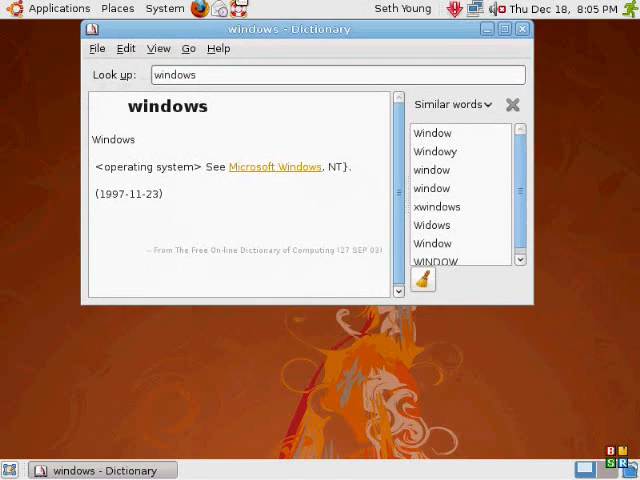 Applications Places System Seth Young Thu Dec 18, 8:05 PM
windows - Dictionary
File Edit View Go Help
Look up: windows
windows
Windows
<operating system> See Microsoft Windows, NT}.
(1997-11-23)
-- From The Free On-line Dictionary of Computing (27 SEP 03)
Similar words
Window
Windowy
window
window
xwindows
Widows
Window
WINDOW
windows - Dictionary
B N
S R